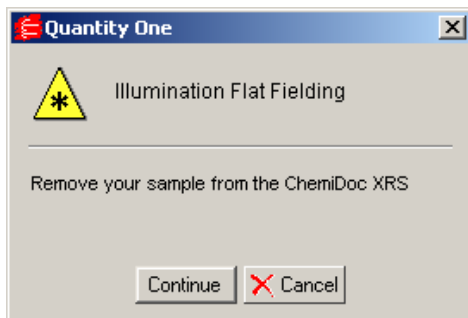 Quantity One
Illumination Flat Fielding
Remove your sample from the ChemiDoc XRS
Continue
Cancel